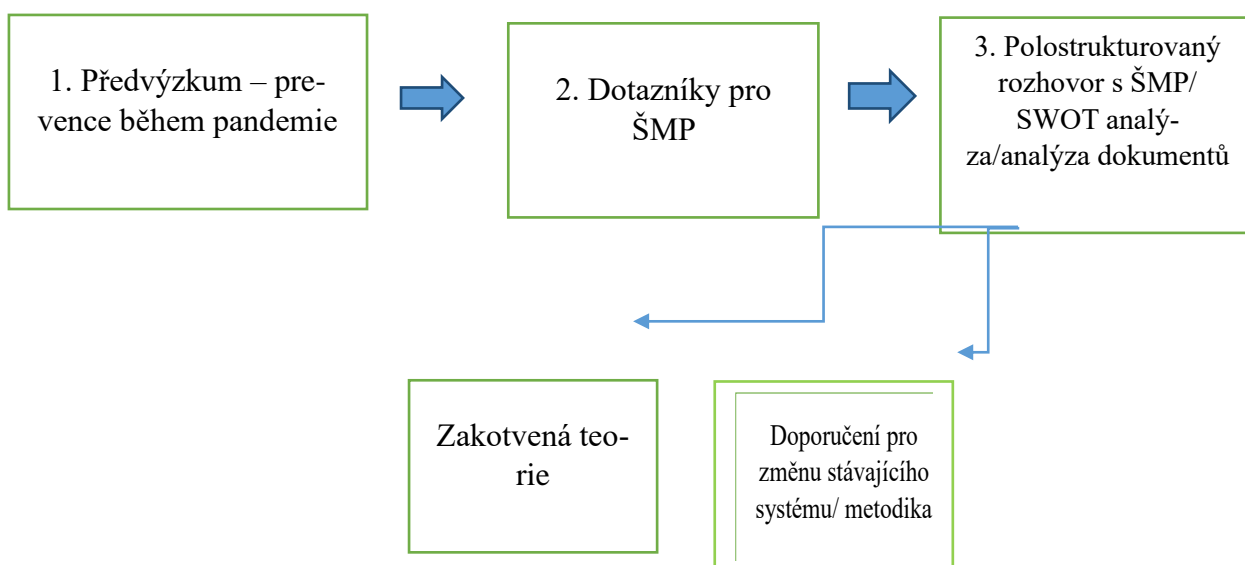 1. Předvýzkum – pre-
vence během pandemie
2. Dotazníky pro
ŠMP
3. Polostrukturovaný
rozhovor s ŠMP/
SWOT analý-
za/analýza dokumentů
Zakotvená teo-
rie
Doporučení pro
změnu stávajícího
systému/ metodika